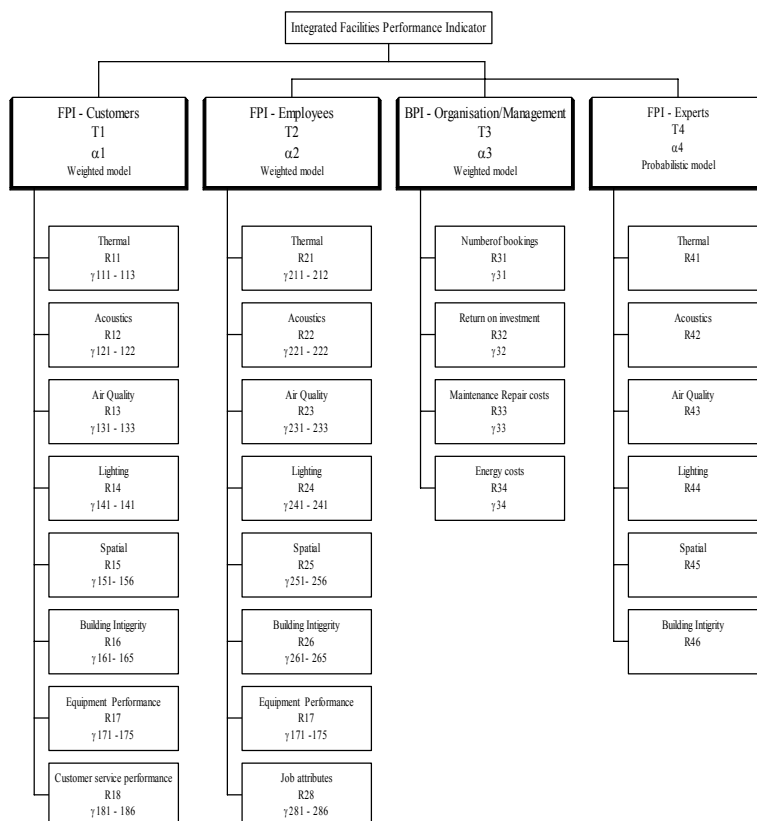 Integrated Facilities Performance Indicator
FPI - Customers
T1
α1
Weighted model
FPI - Employees
T2
α2
Weighted model
BPI - Organisation/Management
T3
α3
Weighted model
FPI - Experts
T4
α4
Probabilistic model
Thermal
R11
γ111 - 113
Acoustics
R12
γ121 - 122
Air Quality
R13
γ131 - 133
Lighting
R14
γ141 - 141
Spatial
R15
γ151- 156
Building Intiggrity
R16
γ161- 165
Equipment Performance
R17
γ171 -175
Customer service performance
R18
γ181 - 186
Thermal
R21
γ211 - 212
Acoustics
R22
γ221 - 222
Air Quality
R23
γ231 - 233
Lighting
R24
γ241 - 241
Spatial
R25
γ251- 256
Building Intiggrity
R26
γ261- 265
Equipment Performance
R17
γ171 -175
Job attributes
R28
γ281 - 286
Numberof bookings
R31
γ31
Return on investment
R32
γ32
Maintenance Repair costs
R33
γ33
Energy costs
R34
γ34
Thermal
R41
Acoustics
R42
Air Quality
R43
Lighting
R44
Spatial
R45
Building Intigrity
R46